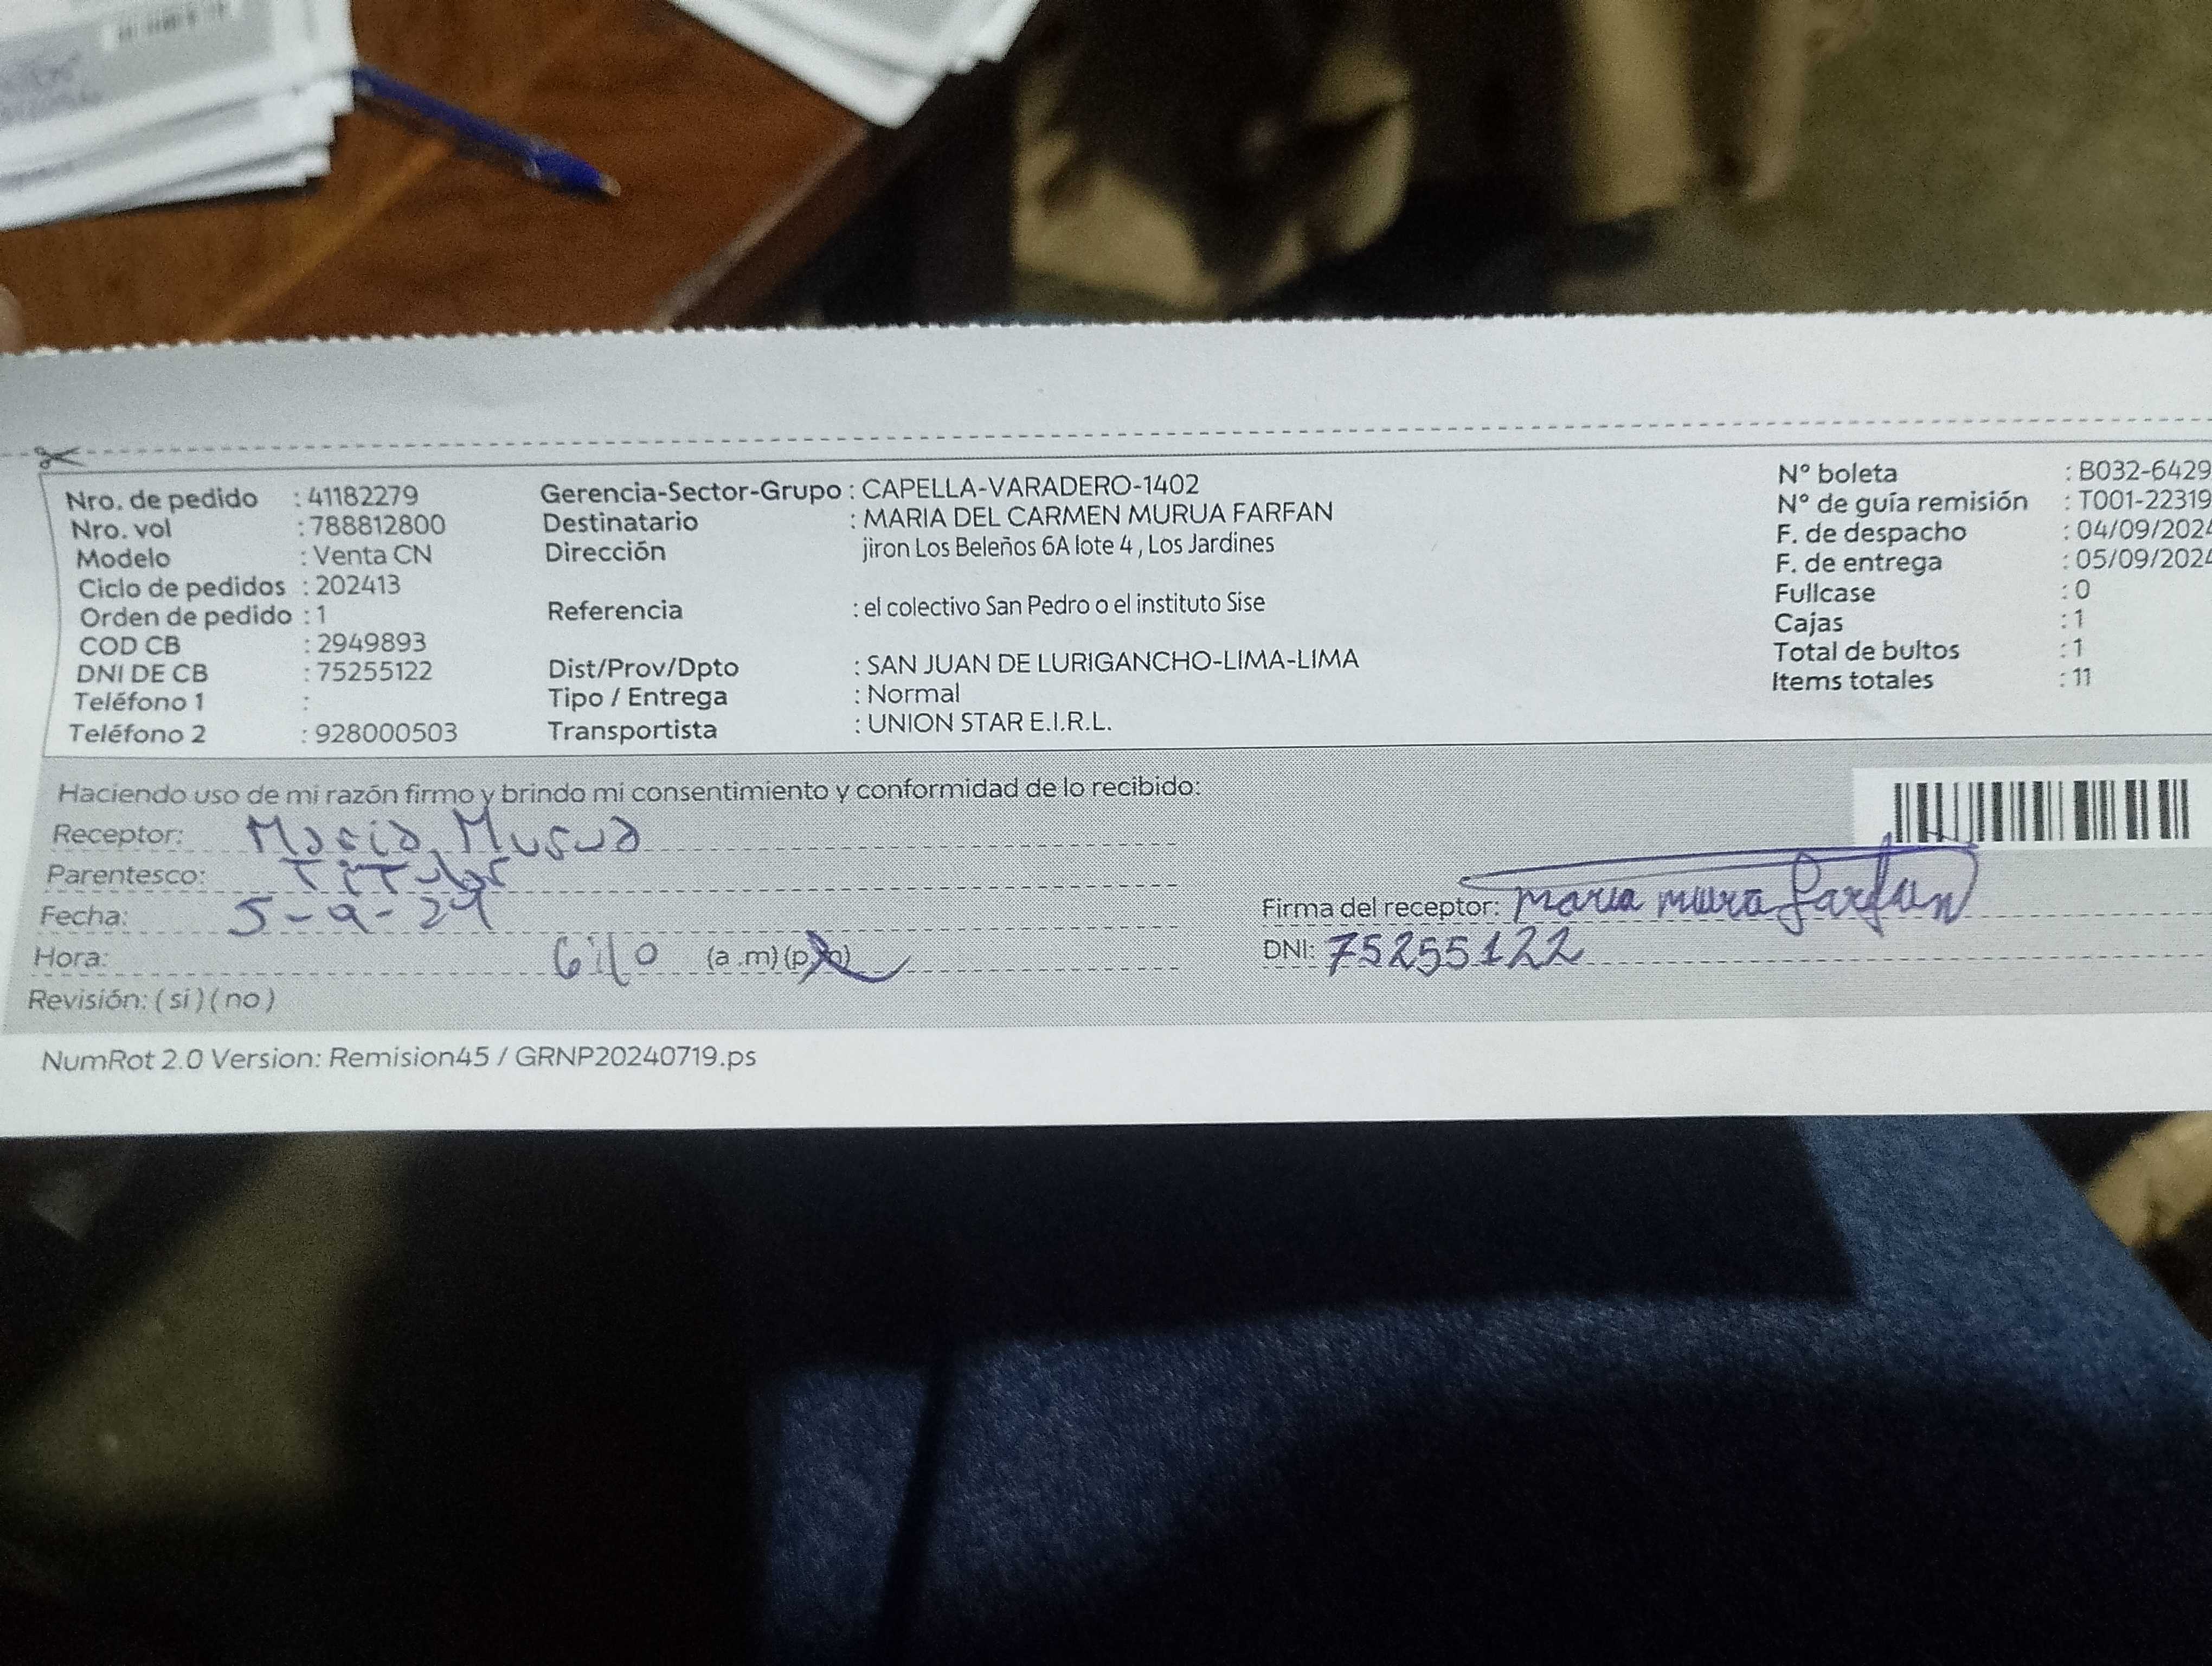 Nro. de pedido : 41182279 Gerencia-Sector-Grupo : CAPELLA-VARADERO-1402 N° boleta : B032-6429
Nro. vol : 788812800 Destinatario : MARIA DEL CARMEN MURUA FARFAN N° de guía remisión : T001-22319
Modelo : Venta CN Dirección jiron Los Beleños 6A lote 4 , Los Jardines F. de despacho : 04/09/2024
Ciclo de pedidos : 202413 F. de entrega : 05/09/2024
Orden de pedido : 1 Referencia : el colectivo San Pedro o el instituto Sise Fullcase : 0
COD CB : 2949893 Cajas : 1
DNI DE CB : 75255122 Dist/Prov/Dpto : SAN JUAN DE LURIGANCHO-LIMA-LIMA Total de bultos : 1
Teléfono 1 : Tipo / Entrega : Normal Items totales : 11
Teléfono 2 : 928000503 Transportista : UNION STAR E.I.R.L.
Haciendo uso de mi razón firmo y brindo mi consentimiento y conformidad de lo recibido:
Receptor: Maria Murua
Parentesco: Titular
Fecha: 5-9-24 Firma del receptor: maria murua farfan
Hora: 6:10 (a .m) (p.m) DNI: 75255122
Revisión: ( si ) ( no )
NumRot 2.0 Version: Remision45 / GRNP20240719.ps